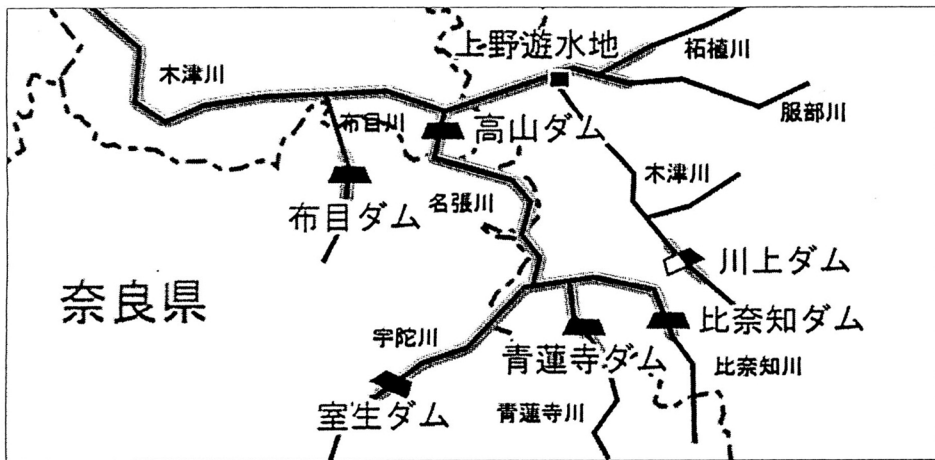 上野遊水地
柘植川
木津川
服部川
布目川
高山ダム
木津川
名張川
布目ダム
川上ダム
奈良県
比奈知ダム
宇陀川
青蓮寺ダム
比奈知川
室生ダム
青蓮寺川